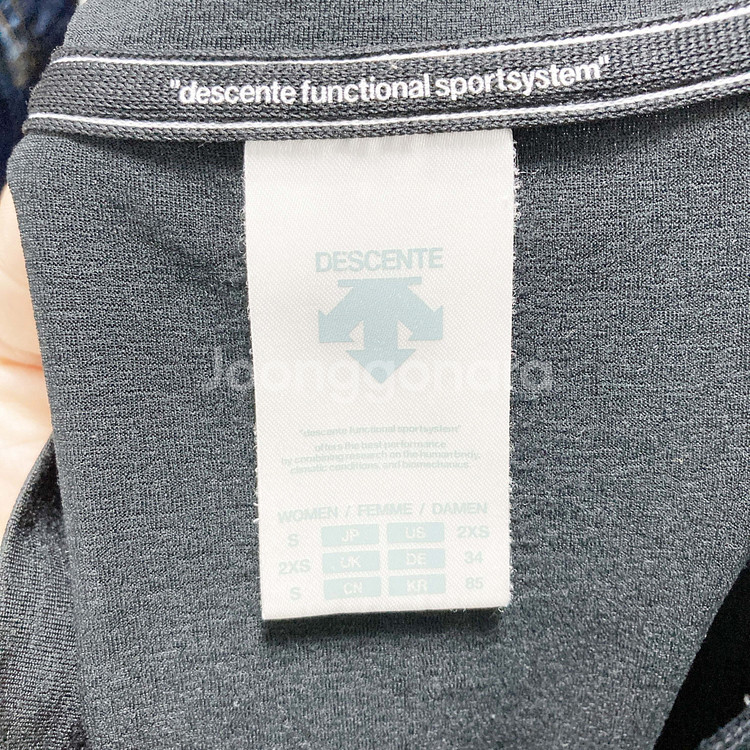 "descente functional sportsystem"
DESCENTE
Joonggonara
"descente functional sportsystem"
offers the best performance
by combining research on the human body,
climatic conditions, and biomechanics.
WOMEN / FEMME / DAMEN
S JP US 2XS
2XS UK DE 34
S CN KR 85